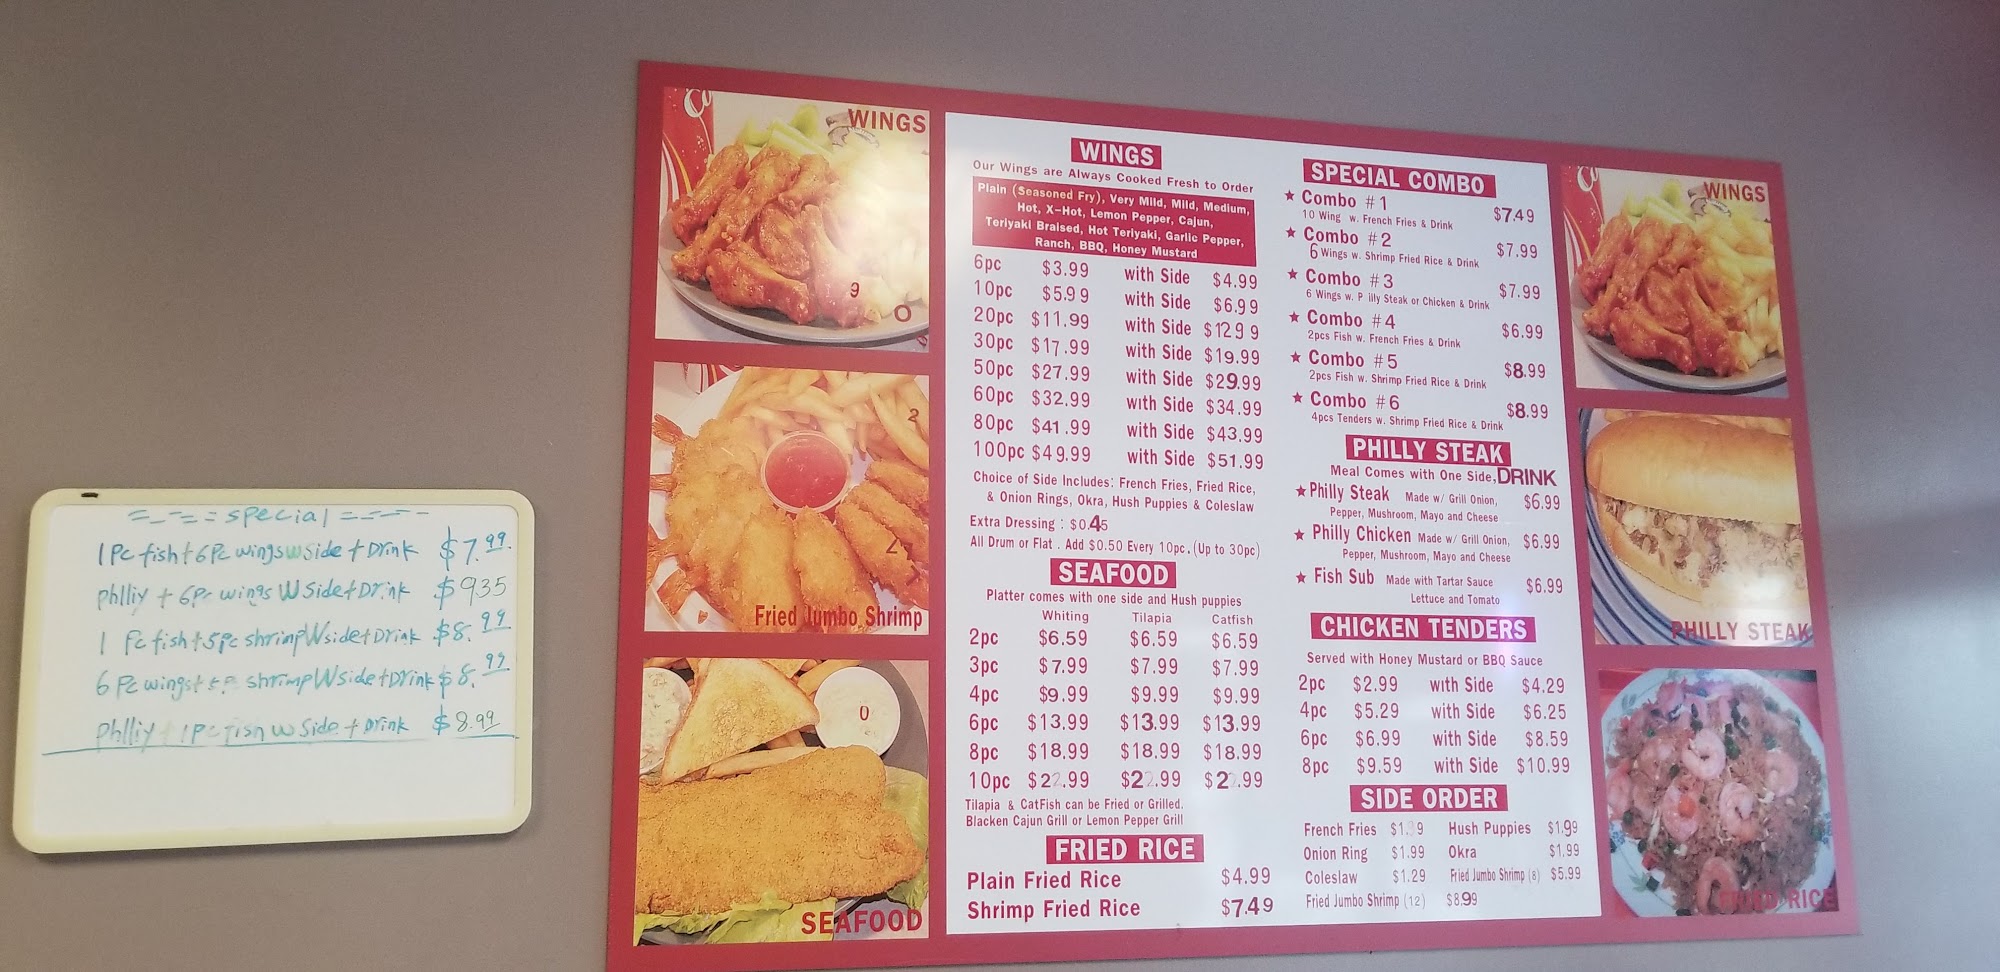 =-=-= special =-=-=-
1Pc fish + 6Pc wings w side + Drink $7.99
phlliy + 6Pc wings W side + Drink $9.35
1 Pc fish + 5pc shrimp W side + Drink $8.99
6 Pc wings + shrimp W side + Drink $8.99
phlliy + 1Pc fish w side + Drink $8.99
WINGS
9
O
2
2
Fried Jumbo Shrimp
0
SEAFOOD
WINGS
Our Wings are Always Cooked Fresh to Order
Plain (Seasoned Fry), Very Mild, Mild, Medium,
Hot, X-Hot, Lemon Pepper, Cajun,
Teriyaki Braised, Hot Teriyaki, Garlic Pepper,
Ranch, BBQ, Honey Mustard
6pc $3.99 with Side $4.99
10pc $5.99 with Side $6.99
20pc $11.99 with Side $12 9 9
30pc $17.99 with Side $19.99
50pc $27.99 with Side $29.99
60pc $32.99 with Side $34.99
80pc $41.99 with Side $43.99
100pc $49.99 with Side $51.99
Choice of Side Includes: French Fries, Fried Rice,
& Onion Rings, Okra, Hush Puppies & Coleslaw
Extra Dressing : $0.45
All Drum or Flat . Add $0.50 Every 10pc. (Up to 30pc)
SEAFOOD
Platter comes with one side and Hush puppies
Whiting Tilapia Catfish
2pc $6.59 $6.59 $6.59
3pc $7.99 $7.99 $7.99
4pc $9.99 $9.99 $9.99
6pc $13.99 $13.99 $13.99
8pc $18.99 $18.99 $18.99
10pc $22.99 $22.99 $22.99
Tilapia & CatFish can be Fried or Grilled.
Blacken Cajun Grill or Lemon Pepper Grill
FRIED RICE
Plain Fried Rice $4.99
Shrimp Fried Rice $7.49
SPECIAL COMBO
★ Combo #1 $7.49
10 Wing w. French Fries & Drink
★ Combo #2 $7.99
6 Wings w. Shrimp Fried Rice & Drink
★ Combo #3 $7.99
6 Wings w. P illy Steak or Chicken & Drink
★ Combo #4 $6.99
2pcs Fish w. French Fries & Drink
★ Combo #5 $8.99
2pcs Fish w. Shrimp Fried Rice & Drink
★ Combo #6 $8.99
4pcs Tenders w. Shrimp Fried Rice & Drink
PHILLY STEAK
Meal Comes with One Side, DRINK
★ Philly Steak Made w/ Grill Onion, $6.99
Pepper, Mushroom, Mayo and Cheese
★ Philly Chicken Made w/ Grill Onion, $6.99
Pepper, Mushroom, Mayo and Cheese
★ Fish Sub Made with Tartar Sauce $6.99
Lettuce and Tomato
CHICKEN TENDERS
Served with Honey Mustard or BBQ Sauce
2pc $2.99 with Side $4.29
4pc $5.29 with Side $6.25
6pc $6.99 with Side $8.59
8pc $9.59 with Side $10.99
SIDE ORDER
French Fries Hush Puppies $1.99
Onion Ring $1.99 Okra $1.99
Coleslaw $1.29 Fried Jumbo Shrimp (8) $5.99
Fried Jumbo Shrimp (12) $8.99
WINGS
PHILLY STEAK
FRIED RICE